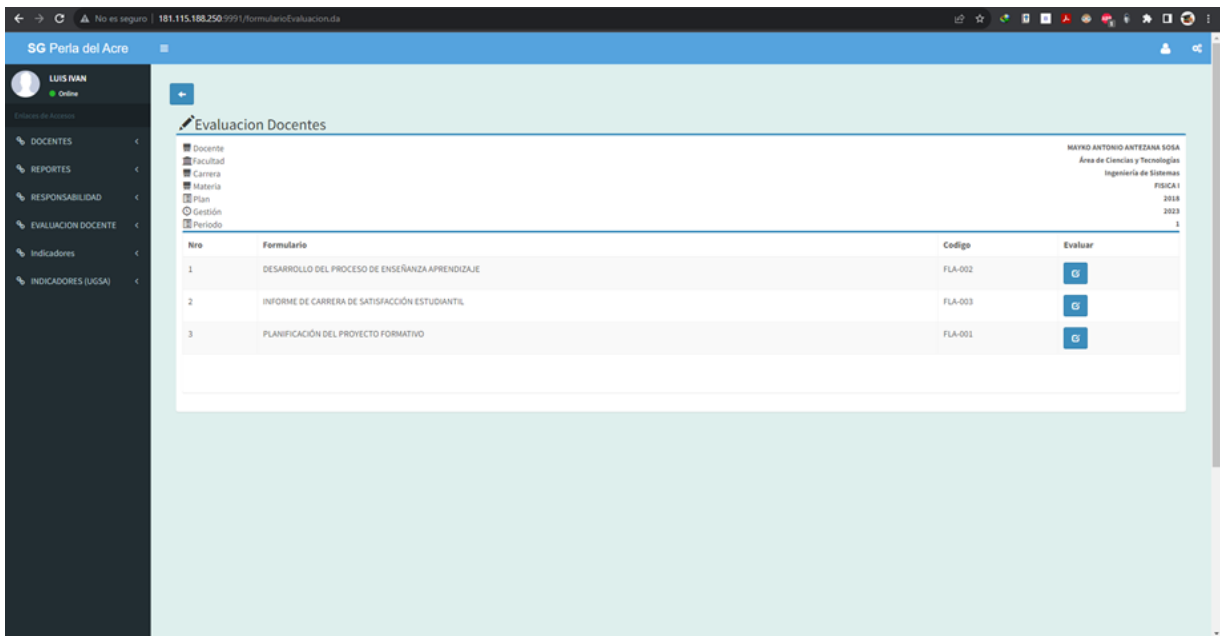 No es seguro | 181.115.188.250:9991/formularioEvaluacion.da
SG Perla del Acre
LUIS IVAN
Online
Enlaces de Accesos
DOCENTES
REPORTES
RESPONSABILIDAD
EVALUACION DOCENTE
Indicadores
INDICADORES (UGSA)
Evaluacion Docentes
Docente MAYKO ANTONIO ANTEZANA SOSA
Facultad Área de Ciencias y Tecnologías
Carrera Ingeniería de Sistemas
Materia FISICA I
Plan 2018
Gestión 2023
Periodo 1
Nro Formulario Codigo Evaluar
1 DESARROLLO DEL PROCESO DE ENSEÑANZA APRENDIZAJE FLA-002
2 INFORME DE CARRERA DE SATISFACCIÓN ESTUDIANTIL FLA-003
3 PLANIFICACIÓN DEL PROYECTO FORMATIVO FLA-001